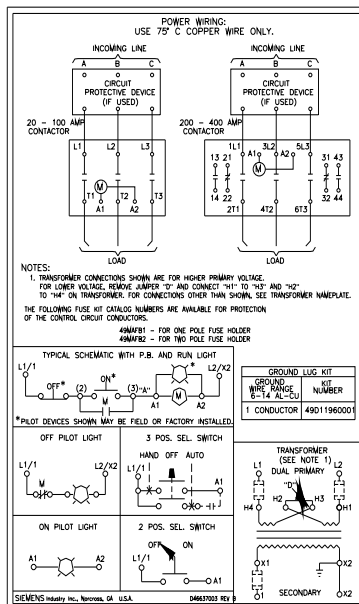 POWER WIRING:
USE 75° C COPPER WIRE ONLY.
INCOMING LINE
A B C
CIRCUIT
PROTECTIVE DEVICE
(IF USED)
20 - 100 AMP
CONTACTOR
L1 L2 L3
M
T1 T2 T3
A1 A2
LOAD
INCOMING LINE
A B C
CIRCUIT
PROTECTIVE DEVICE
(IF USED)
200 - 400 AMP
CONTACTOR
1L1 3L2 5L3
13 21 A1 A2 31 43
M
14 22 32 44
2T1 4T2 6T3
LOAD
NOTES:
1. TRANSFORMER CONNECTIONS SHOWN ARE FOR HIGHER PRIMARY VOLTAGE.
FOR LOWER VOLTAGE, REMOVE JUMPER "D" AND CONNECT "H1" TO "H3" AND "H2"
TO "H4" ON TRANSFORMER. FOR CONNECTIONS OTHER THAN SHOWN, SEE TRANSFORMER NAMEPLATE.
THE FOLLOWING FUSE KIT CATALOG NUMBERS ARE AVAILABLE FOR PROTECTION
OF THE CONTROL CIRCUIT CONDUCTORS.
49MAFB1 - FOR ONE POLE FUSE HOLDER
49MAFB2 - FOR TWO POLE FUSE HOLDER
TYPICAL SCHEMATIC WITH P.B. AND RUN LIGHT
L1/1 L2/X2
OFF* (2) ON* (3)"A" A1 M A2
M
*PILOT DEVICES SHOWN MAY BE FIELD OR FACTORY INSTALLED.
GROUND LUG KIT
GROUND WIRE RANGE 6-14 AL-CU
KIT NUMBER
1 CONDUCTOR 49D11960001
OFF PILOT LIGHT
L1/1 L2/X2
M
3 POS. SEL. SWITCH
HAND OFF AUTO
L1/1 A1
ON PILOT LIGHT
A1 A2
2 POS. SEL. SWITCH
OFF ON
L1/1
A1
TRANSFORMER
(SEE NOTE 1)
L1 DUAL PRIMARY L2
"D"
H2 H3
H4 H1
X1 X2
SECONDARY
X1 X2
SIEMENS Industry Inc., Norcross, GA U.S.A. D46637003 REV B